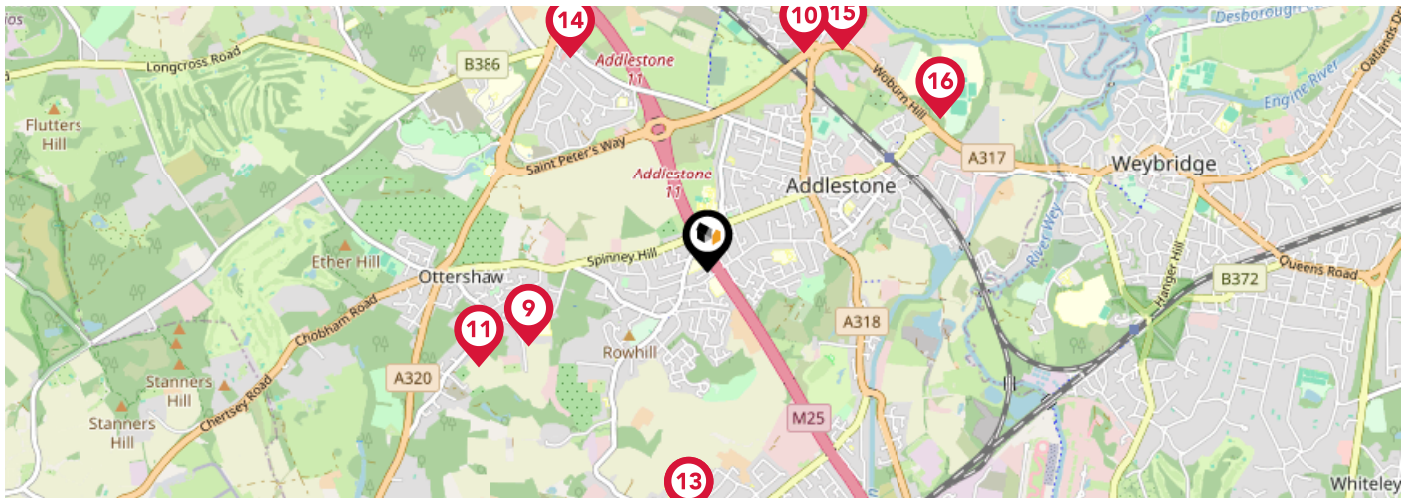 14
10
15
Desborough
Oatlands Dr
Longcross Road
B386
Addlestone
11
Woburn Hill
16
Engine River
Flutters
Hill
Saint Peter's Way
A317
Weybridge
Addlestone
11
Addlestone
River Wey
Ether Hill
Spinney Hill
Ottershaw
Hanger Hill
B372
Queens Road
Chobham Road
9
11
A318
Rowhill
A320
Stanners
Hill
Chertsey Road
Stanners
Hill
M25
13
Whiteley